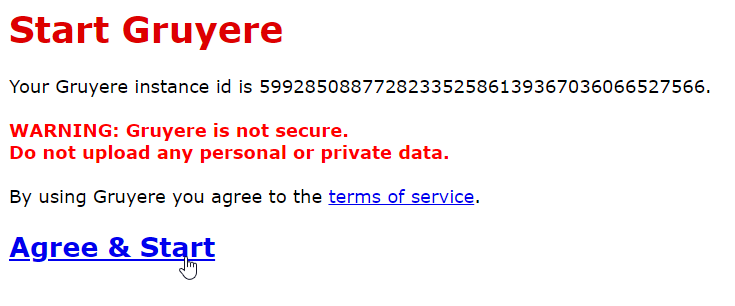 Start Gruyere
Your Gruyere instance id is 599285088772823352586139367036066527566.
WARNING: Gruyere is not secure.
Do not upload any personal or private data.
By using Gruyere you agree to the terms of service.
Agree & Start